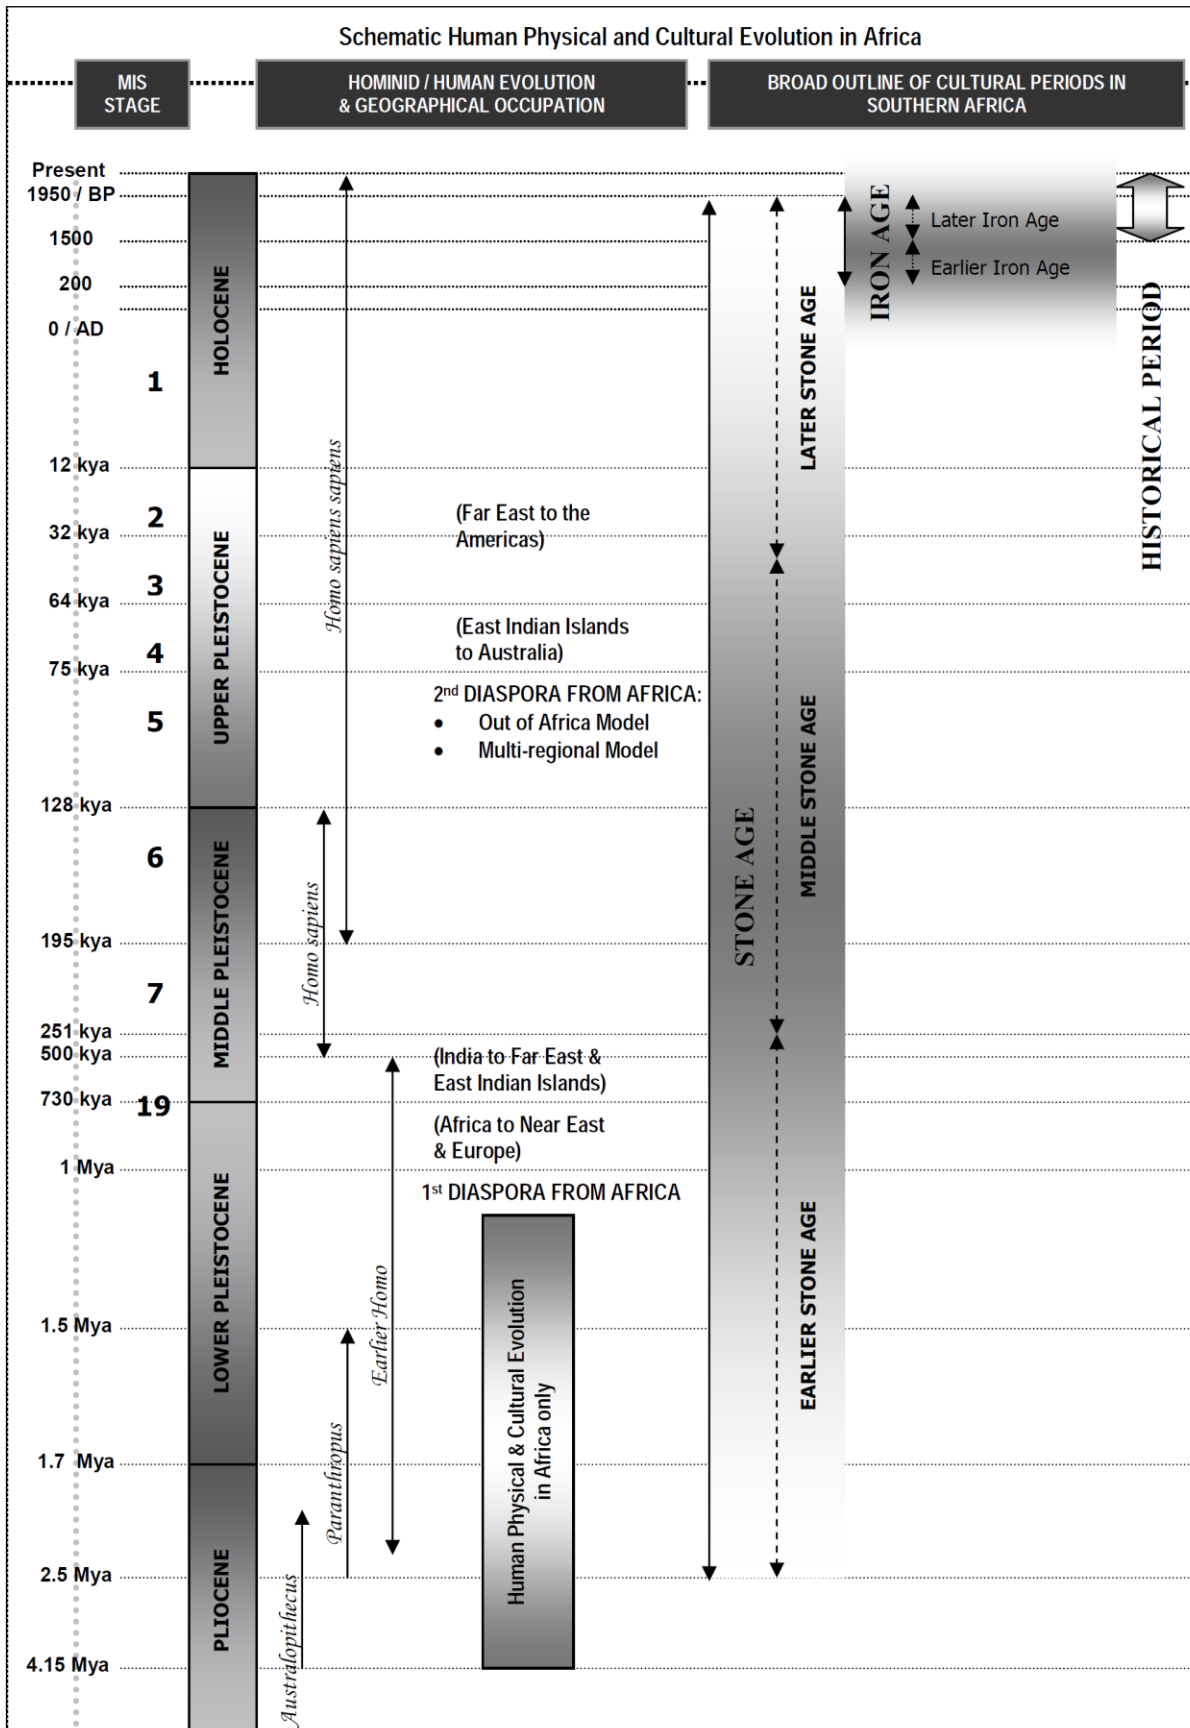 Schematic Human Physical and Cultural Evolution in Africa
MIS
STAGE
HOMINID / HUMAN EVOLUTION
& GEOGRAPHICAL OCCUPATION
BROAD OUTLINE OF CULTURAL PERIODS IN
SOUTHERN AFRICA
Present
1950 / BP
1500
200
0 / AD
12 kya
32 kya
64 kya
75 kya
128 kya
195 kya
251 kya
500 kya
730 kya
1 Mya
1.5 Mya
1.7 Mya
2.5 Mya
4.15 Mya
1
2
3
4
5
6
7
19
HOLOCENE
UPPER PLEISTOCENE
MIDDLE PLEISTOCENE
LOWER PLEISTOCENE
PLIOCENE
Homo sapiens sapiens
Homo sapiens
Earlier Homo
Paranthropus
Australopithecus
(Far East to the
Americas)
(East Indian Islands
to Australia)
2nd DIASPORA FROM AFRICA:
• Out of Africa Model
• Multi-regional Model
(India to Far East &
East Indian Islands)
(Africa to Near East
& Europe)
1st DIASPORA FROM AFRICA
Human Physical & Cultural Evolution
in Africa only
STONE AGE
LATER STONE AGE
MIDDLE STONE AGE
EARLIER STONE AGE
IRON AGE
Later Iron Age
Earlier Iron Age
HISTORICAL PERIOD